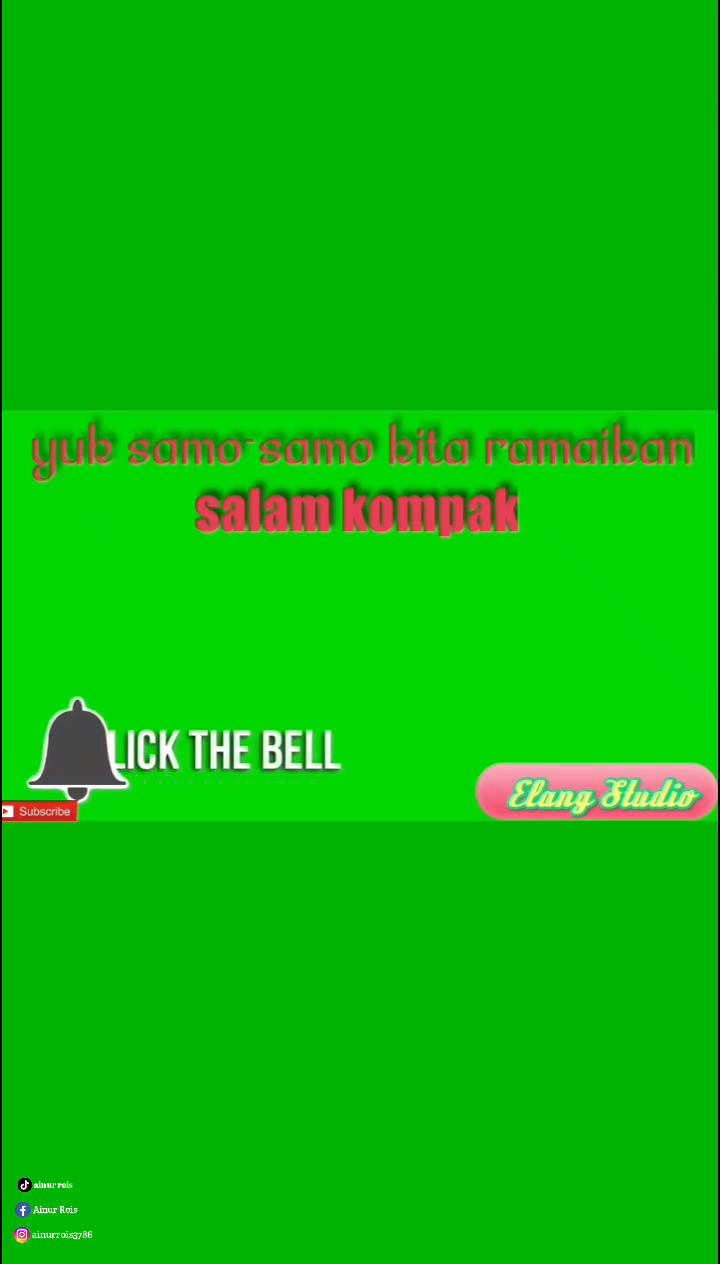 yuk samo-samo kita ramaikan
salam kompak
LICK THE BELL
Subscribe
Elang Studio
ainur rois
Ainur Rois
ainurrois3786